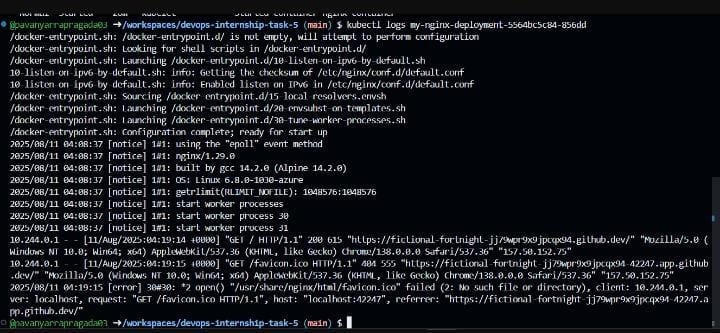 Normal Started 20m kubelet Started container nginx-container
@pavanyarrapragada03 ➜/workspaces/devops-internship-task-5 (main) $ kubectl logs my-nginx-deployment-5564bc5c84-856dd
/docker-entrypoint.sh: /docker-entrypoint.d/ is not empty, will attempt to perform configuration
/docker-entrypoint.sh: Looking for shell scripts in /docker-entrypoint.d/
/docker-entrypoint.sh: Launching /docker-entrypoint.d/10-listen-on-ipv6-by-default.sh
10-listen-on-ipv6-by-default.sh: info: Getting the checksum of /etc/nginx/conf.d/default.conf
10-listen-on-ipv6-by-default.sh: info: Enabled listen on IPv6 in /etc/nginx/conf.d/default.conf
/docker-entrypoint.sh: Sourcing /docker-entrypoint.d/15-local-resolvers.envsh
/docker-entrypoint.sh: Launching /docker-entrypoint.d/20-envsubst-on-templates.sh
/docker-entrypoint.sh: Launching /docker-entrypoint.d/30-tune-worker-processes.sh
/docker-entrypoint.sh: Configuration complete; ready for start up
2025/08/11 04:08:37 [notice] 1#1: using the "epoll" event method
2025/08/11 04:08:37 [notice] 1#1: nginx/1.29.0
2025/08/11 04:08:37 [notice] 1#1: built by gcc 14.2.0 (Alpine 14.2.0)
2025/08/11 04:08:37 [notice] 1#1: OS: Linux 6.8.0-1030-azure
2025/08/11 04:08:37 [notice] 1#1: getrlimit(RLIMIT_NOFILE): 1048576:1048576
2025/08/11 04:08:37 [notice] 1#1: start worker processes
2025/08/11 04:08:37 [notice] 1#1: start worker process 30
2025/08/11 04:08:37 [notice] 1#1: start worker process 31
10.244.0.1 - - [11/Aug/2025:04:19:14 +0000] "GET / HTTP/1.1" 200 615 "https://fictional-fortnight-jj79wpr9x9jpcqx94.github.dev/" "Mozilla/5.0 (
Windows NT 10.0; Win64; x64) AppleWebKit/537.36 (KHTML, like Gecko) Chrome/138.0.0.0 Safari/537.36" "157.50.152.75"
10.244.0.1 - - [11/Aug/2025:04:19:15 +0000] "GET /favicon.ico HTTP/1.1" 404 555 "https://fictional-fortnight-jj79wpr9x9jpcqx94-42247.app.github
.dev/" "Mozilla/5.0 (Windows NT 10.0; Win64; x64) AppleWebKit/537.36 (KHTML, like Gecko) Chrome/138.0.0.0 Safari/537.36" "157.50.152.75"
2025/08/11 04:19:15 [error] 30#30: *2 open() "/usr/share/nginx/html/favicon.ico" failed (2: No such file or directory), client: 10.244.0.1, ser
ver: localhost, request: "GET /favicon.ico HTTP/1.1", host: "localhost:42247", referrer: "https://fictional-fortnight-jj79wpr9x9jpcqx94-42247.a
pp.github.dev/"
@pavanyarrapragada03 ➜/workspaces/devops-internship-task-5 (main) $